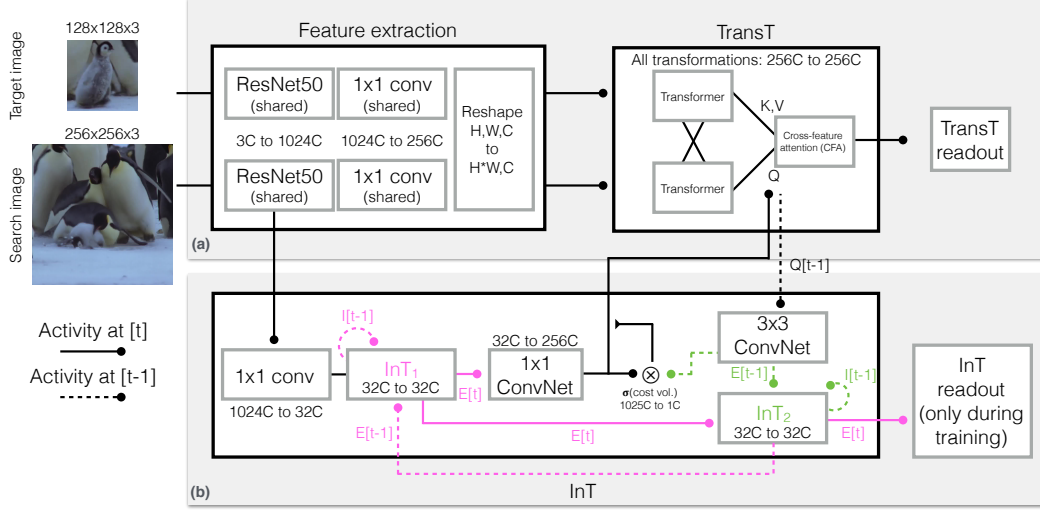 Target image
128x128x3
Search image
256x256x3
Activity at [t]
Activity at [t-1]
(a)
Feature extraction
ResNet50
(shared)
1x1 conv
(shared)
3C to 1024C
1024C to 256C
ResNet50
(shared)
1x1 conv
(shared)
Reshape
H,W,C
to
H*W,C
TransT
All transformations: 256C to 256C
Transformer
Transformer
K,V
Q
Cross-feature
attention (CFA)
TransT
readout
Q[t-1]
(b)
1x1 conv
1024C to 32C
I[t-1]
InT1
32C to 32C
E[t]
32C to 256C
1x1
ConvNet
σ(cost vol.)
1025C to 1C
3x3
ConvNet
E[t-1]
I[t-1]
InT2
32C to 32C
E[t]
E[t-1]
E[t]
InT
readout
(only during
training)
InT